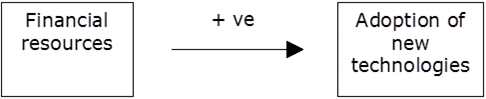 Financial
resources
+ ve
Adoption of
new
technologies